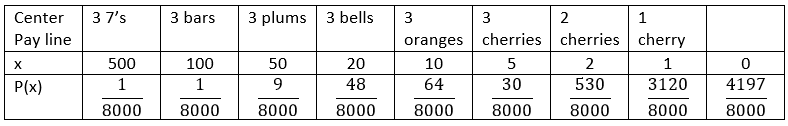 Center Pay line | 3 7's | 3 bars | 3 plums | 3 bells | 3 oranges | 3 cherries | 2 cherries | 1 cherry |
x | 500 | 100 | 50 | 20 | 10 | 5 | 2 | 1 | 0
P(x) | 1/8000 | 1/8000 | 9/8000 | 48/8000 | 64/8000 | 30/8000 | 530/8000 | 3120/8000 | 4197/8000